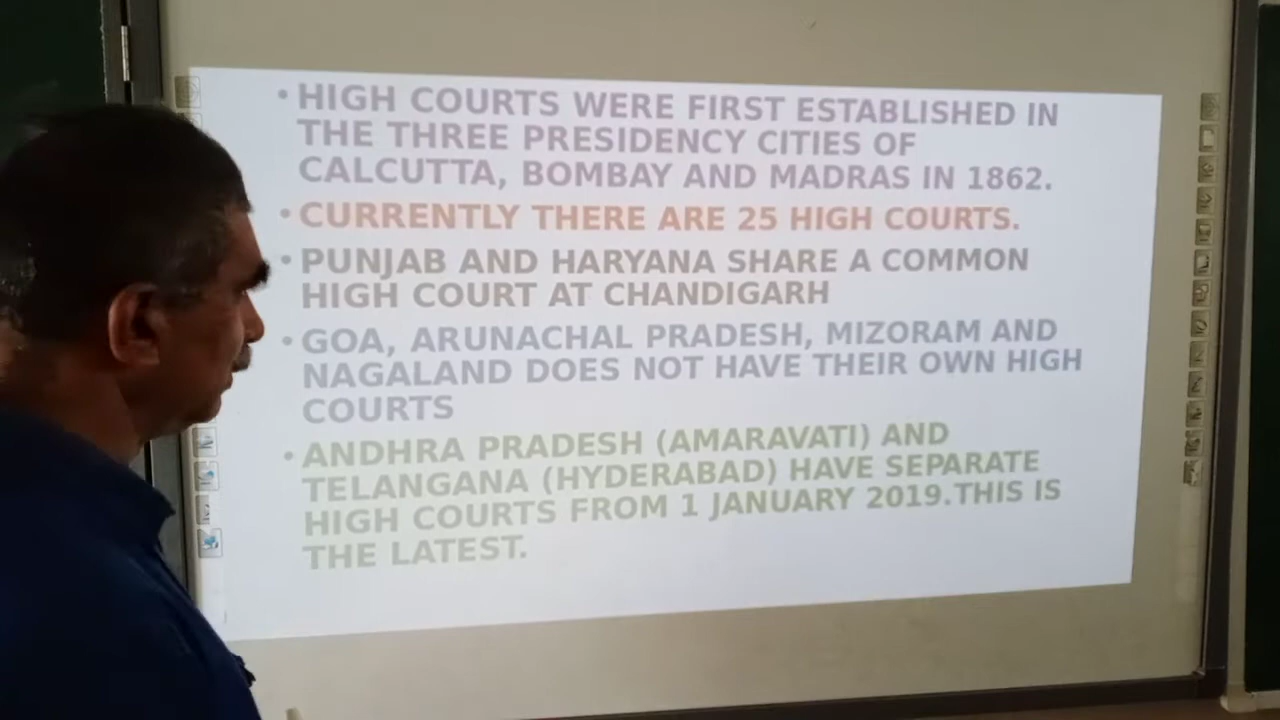 • HIGH COURTS WERE FIRST ESTABLISHED IN
THE THREE PRESIDENCY CITIES OF
CALCUTTA, BOMBAY AND MADRAS IN 1862.
• CURRENTLY THERE ARE 25 HIGH COURTS.
• PUNJAB AND HARYANA SHARE A COMMON
HIGH COURT AT CHANDIGARH
• GOA, ARUNACHAL PRADESH, MIZORAM AND
NAGALAND DOES NOT HAVE THEIR OWN HIGH
COURTS
• ANDHRA PRADESH (AMARAVATI) AND
TELANGANA (HYDERABAD) HAVE SEPARATE
HIGH COURTS FROM 1 JANUARY 2019.THIS IS
THE LATEST.